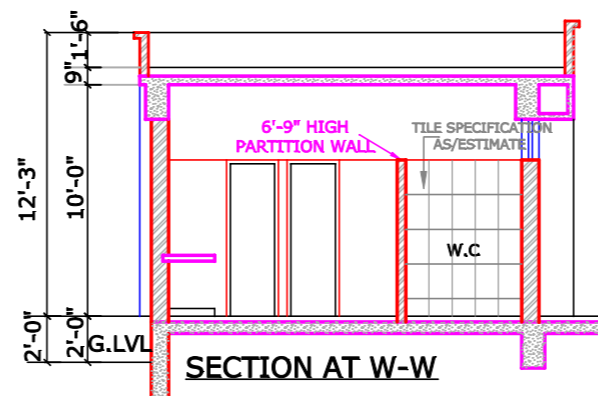 1'-6"
9"
12'-3"
10'-0"
6'-9" HIGH
PARTITION WALL
TILE SPECIFICATION
AS/ESTIMATE
W.C
2'-0"
2'-0"
G.LVL
SECTION AT W-W